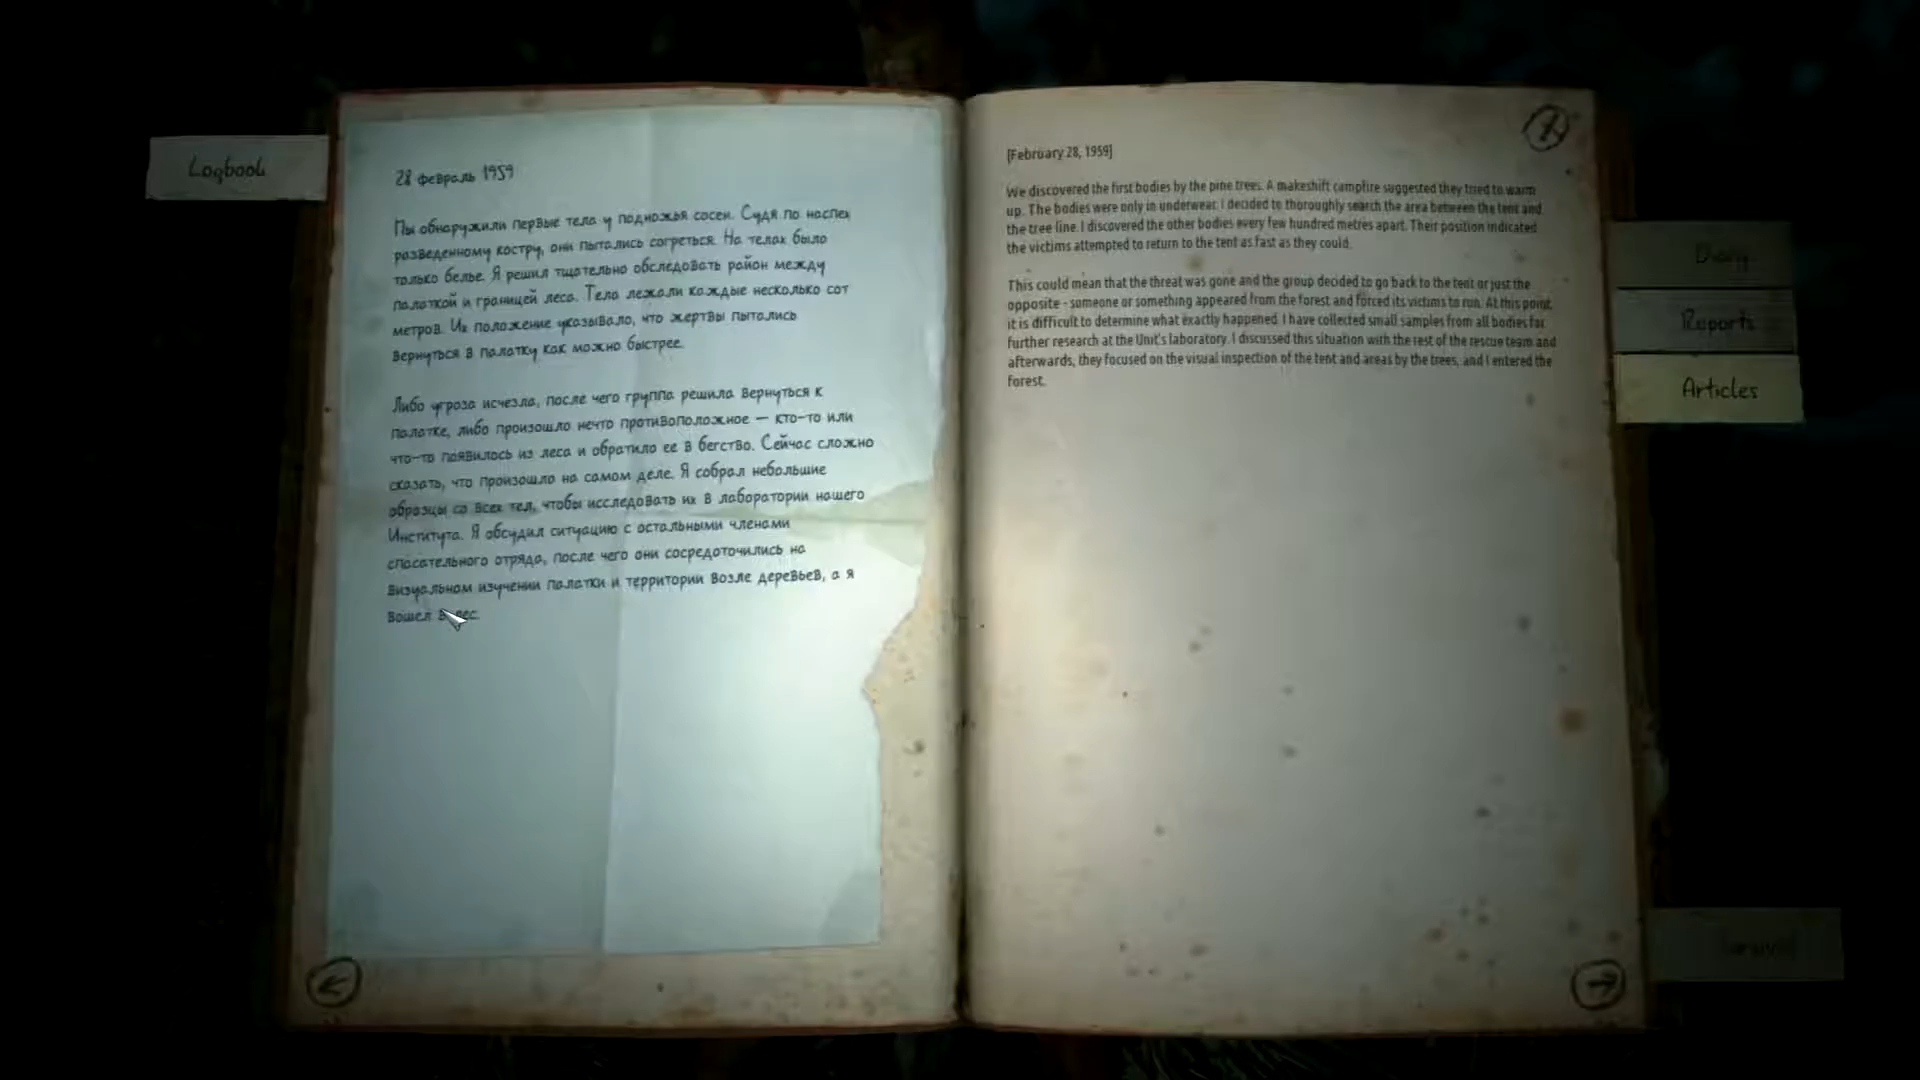 Logbook
28 февраль 1959
Мы обнаружили первые тела у подножья сосен. Судя по наспех
разведенному костру, они пытались согреться. На телах было
только белье. Я решил тщательно обследовать район между
палаткой и границей леса. Тела лежали каждые несколько сот
метров. Их положение указывало, что жертвы пытались
вернуться в палатку как можно быстрее.
Либо угроза исчезла, после чего группа решила вернуться к
палатке, либо произошло нечто противоположное — кто-то или
что-то появилось из леса и обратило ее в бегство. Сейчас сложно
сказать, что произошло на самом деле. Я собрал небольшие
образцы со всех тел, чтобы исследовать их в лаборатории нашего
Института. Я обсудил ситуацию с остальными членами
спасательного отряда, после чего они сосредоточились на
визуальном изучении палатки и территории возле деревьев, а я
вошел в лес.
[February 28, 1959]
We discovered the first bodies by the pine trees. A makeshift campfire suggested they tried to warm
up. The bodies were only in underwear. I decided to thoroughly search the area between the tent and
the tree line. I discovered the other bodies every few hundred metres apart. Their position indicated
the victims attempted to return to the tent as fast as they could.
This could mean that the threat was gone and the group decided to go back to the tent or just the
opposite - someone or something appeared from the forest and forced its victims to run. At this point,
it is difficult to determine what exactly happened. I have collected small samples from all bodies for
further research at the Unit's laboratory. I discussed this situation with the rest of the rescue team and
afterwards, they focused on the visual inspection of the tent and areas by the trees, and I entered the
forest.
Diary
Reports
Articles